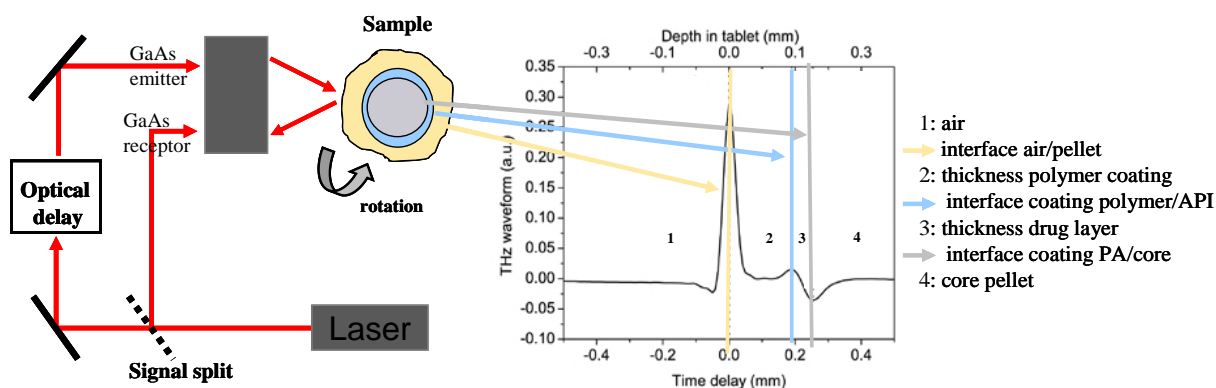 Sample
GaAs
emitter
GaAs
receptor
Optical
delay
rotation
Laser
Signal split
Depth in tablet (mm)
-0.3 -0.1 0.0 0.1 0.3
THz waveform (a.u.)
0.35
0.30
0.25
0.20
0.15
0.10
0.05
0.00
-0.05
-0.10
1 2 3 4
-0.4 -0.2 0.0 0.2 0.4
Time delay (mm)
1: air
interface air/pellet
2: thickness polymer coating
interface coating polymer/API
3: thickness drug layer
interface coating PA/core
4: core pellet